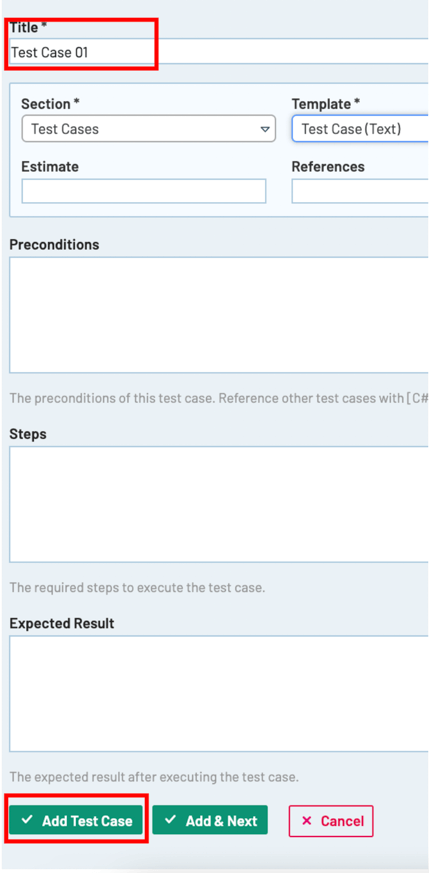 Title *
Test Case 01
Section * Template *
Test Cases Test Case (Text)
Estimate References
Preconditions
The preconditions of this test case. Reference other test cases with [C#
Steps
The required steps to execute the test case.
Expected Result
The expected result after executing the test case.
Add Test Case Add & Next Cancel